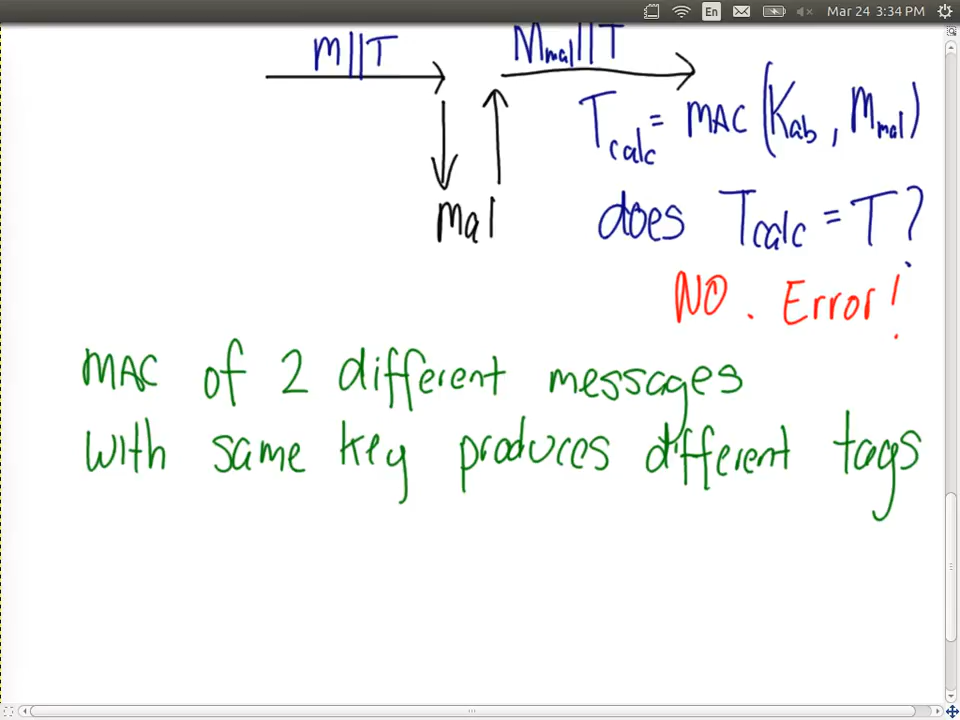 En Mar 24 3:34 PM
M||T
Mmal||T
Tcalc = MAC (Kab, Mmal)
mal
does Tcalc = T?
NO. Error!
MAC of 2 different messages
with same key produces different tags